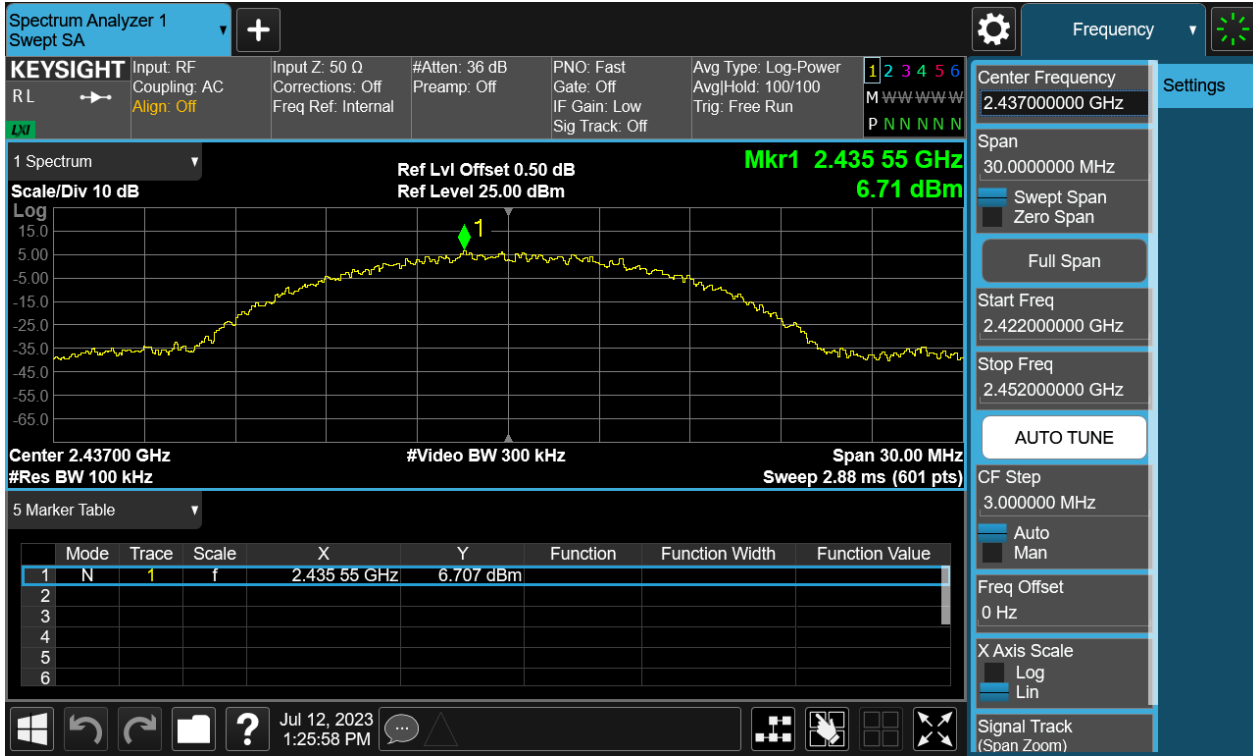 Spectrum Analyzer 1
Swept SA
+
Frequency
KEYSIGHT
R L
LXI
Input: RF
Coupling: AC
Align: Off
Input Z: 50 Ω
Corrections: Off
Freq Ref: Internal
#Atten: 36 dB
Preamp: Off
PNO: Fast
Gate: Off
IF Gain: Low
Sig Track: Off
Avg Type: Log-Power
Avg|Hold: 100/100
Trig: Free Run
1 2 3 4 5 6
M W W W W W
P N N N N N
1 Spectrum
Scale/Div 10 dB
Ref Lvl Offset 0.50 dB
Ref Level 25.00 dBm
Mkr1 2.435 55 GHz
6.71 dBm
Log
15.0
5.00
-5.00
-15.0
-25.0
-35.0
-45.0
-55.0
-65.0
1
Center 2.43700 GHz
#Res BW 100 kHz
#Video BW 300 kHz
Span 30.00 MHz
Sweep 2.88 ms (601 pts)
5 Marker Table
Mode Trace Scale X Y Function Function Width Function Value
1 N 1 f 2.435 55 GHz 6.707 dBm
2
3
4
5
6
Jul 12, 2023
1:25:58 PM
?
Center Frequency
2.437000000 GHz
Settings
Span
30.0000000 MHz
Swept Span
Zero Span
Full Span
Start Freq
2.422000000 GHz
Stop Freq
2.452000000 GHz
AUTO TUNE
CF Step
3.000000 MHz
Auto
Man
Freq Offset
0 Hz
X Axis Scale
Log
Lin
Signal Track
(Span Zoom)